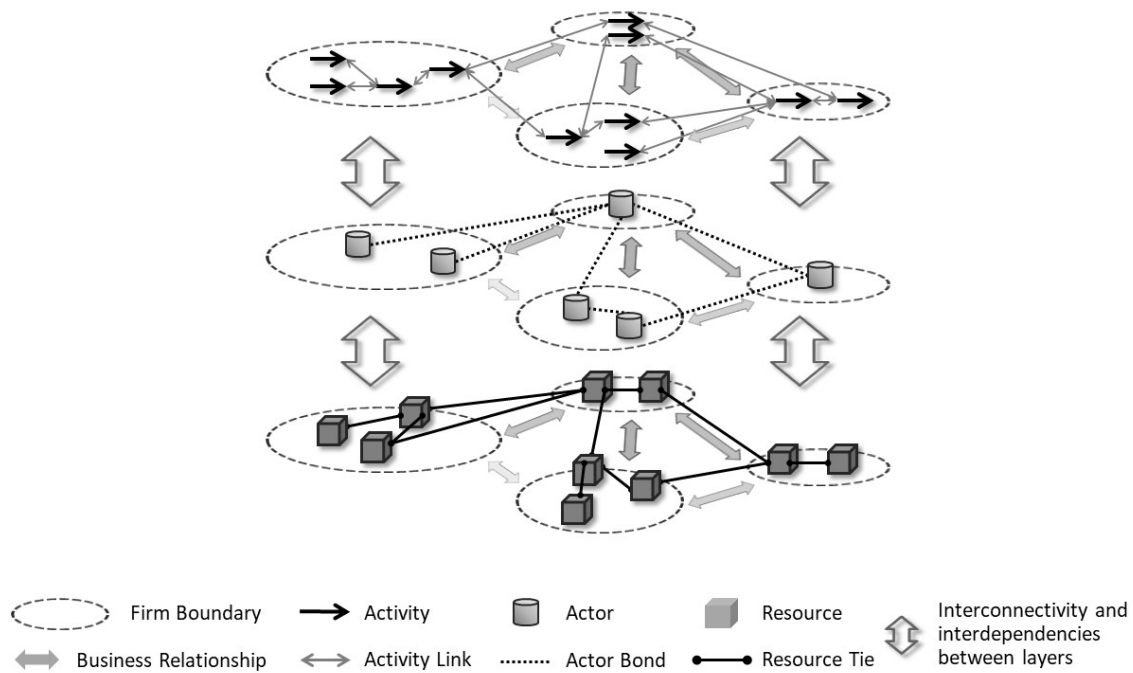 Firm Boundary
Activity
Actor
Resource
Interconnectivity and
interdependencies
between layers
Business Relationship
Activity Link
Actor Bond
Resource Tie